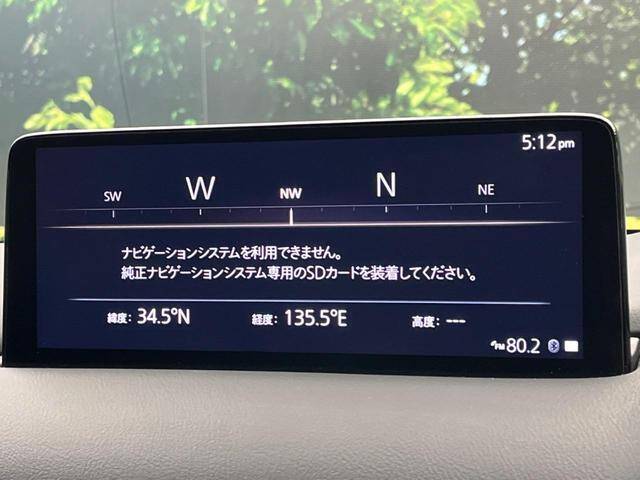 5:12pm
SW W NW N NE
ナビゲーションシステムを利用できません。
純正ナビゲーションシステム専用のSDカードを装着してください。
緯度: 34.5°N 経度: 135.5°E 高度: ---
FM 80.2